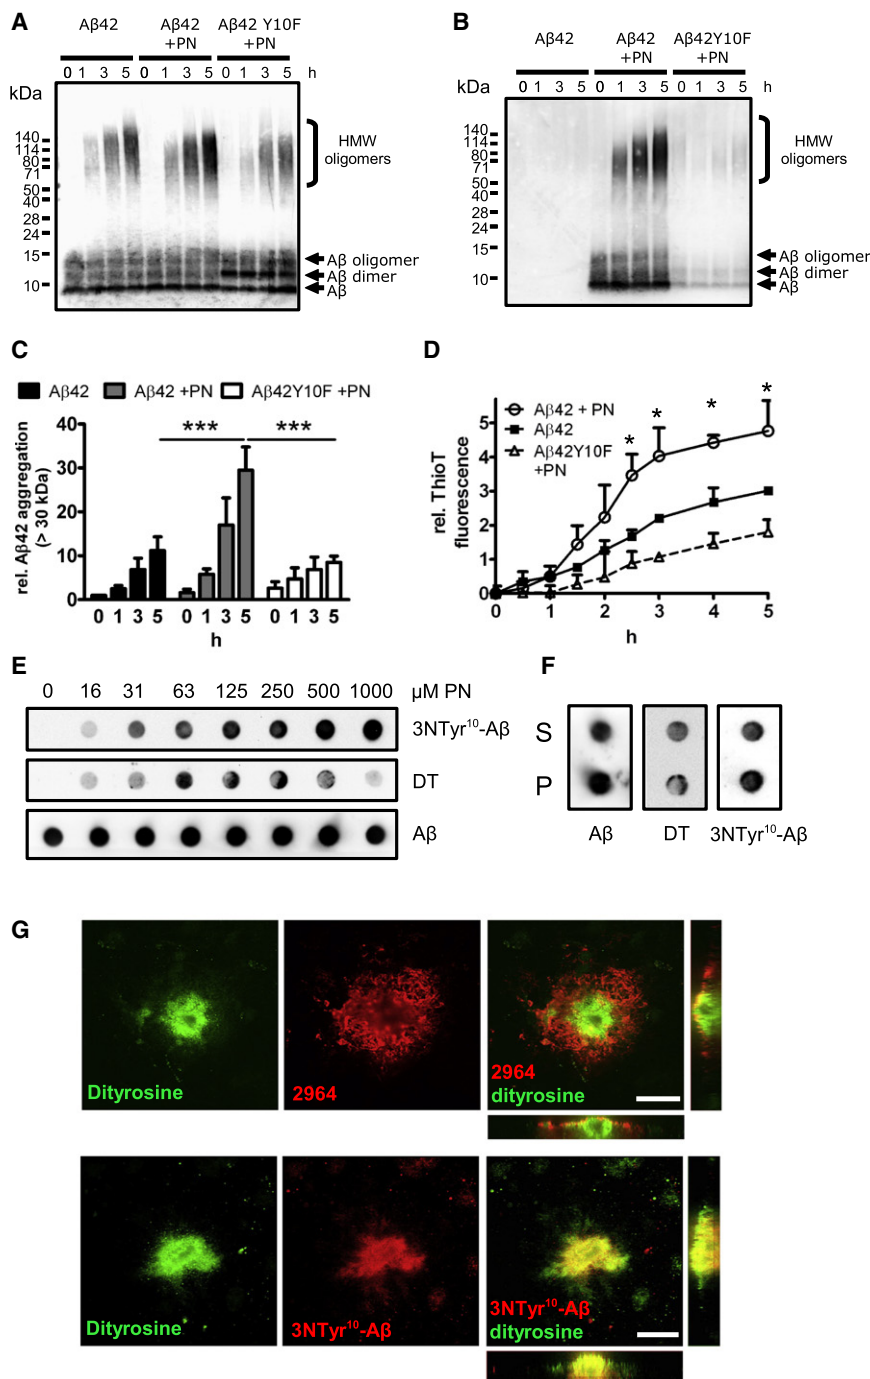 A
Aβ42
Aβ42
+PN
Aβ42 Y10F
+PN
0 1 3 5 0 1 3 5 0 1 3 5 h
kDa
140
114
80
71
50
40
28
24
15
10
HMW
oligomers
Aβ oligomer
Aβ dimer
Aβ
B
Aβ42
Aβ42
+PN
Aβ42Y10F
+PN
0 1 3 5 0 1 3 5 0 1 3 5 h
kDa
140
114
80
71
50
40
28
24
15
10
HMW
oligomers
Aβ oligomer
Aβ dimer
Aβ
C
Aβ42 Aβ42 +PN Aβ42Y10F +PN
*** ***
rel. Aβ42 aggregation
(> 30 kDa)
40
30
20
10
0
0 1 3 5 0 1 3 5 0 1 3 5
h
D
Aβ42 + PN
Aβ42
Aβ42Y10F
+PN
* * * *
rel. ThioT
fluorescence
5
4
3
2
1
0
0 1 2 3 4 5
h
E
0 16 31 63 125 250 500 1000 µM PN
3NTyr¹⁰-Aβ
DT
Aβ
F
S
P
Aβ DT 3NTyr¹⁰-Aβ
G
Dityrosine
2964
2964
dityrosine
Dityrosine
3NTyr¹⁰-Aβ
3NTyr¹⁰-Aβ
dityrosine